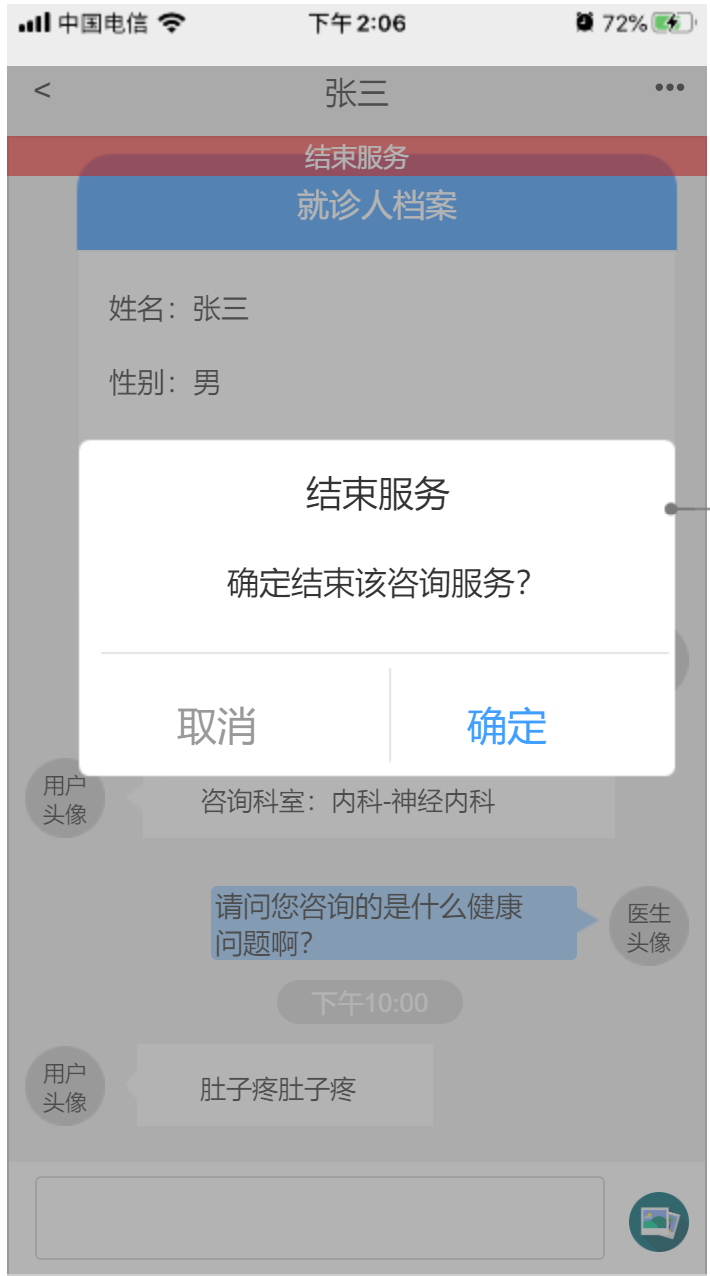 中国电信 下午2:06 72%
< 张三 •••
结束服务
就诊人档案
姓名：张三
性别：男
结束服务
确定结束该咨询服务？
取消 确定
用户
头像
咨询科室：内科-神经内科
请问您咨询的是什么健康
问题啊？
医生
头像
下午10:00
用户
头像
肚子疼肚子疼